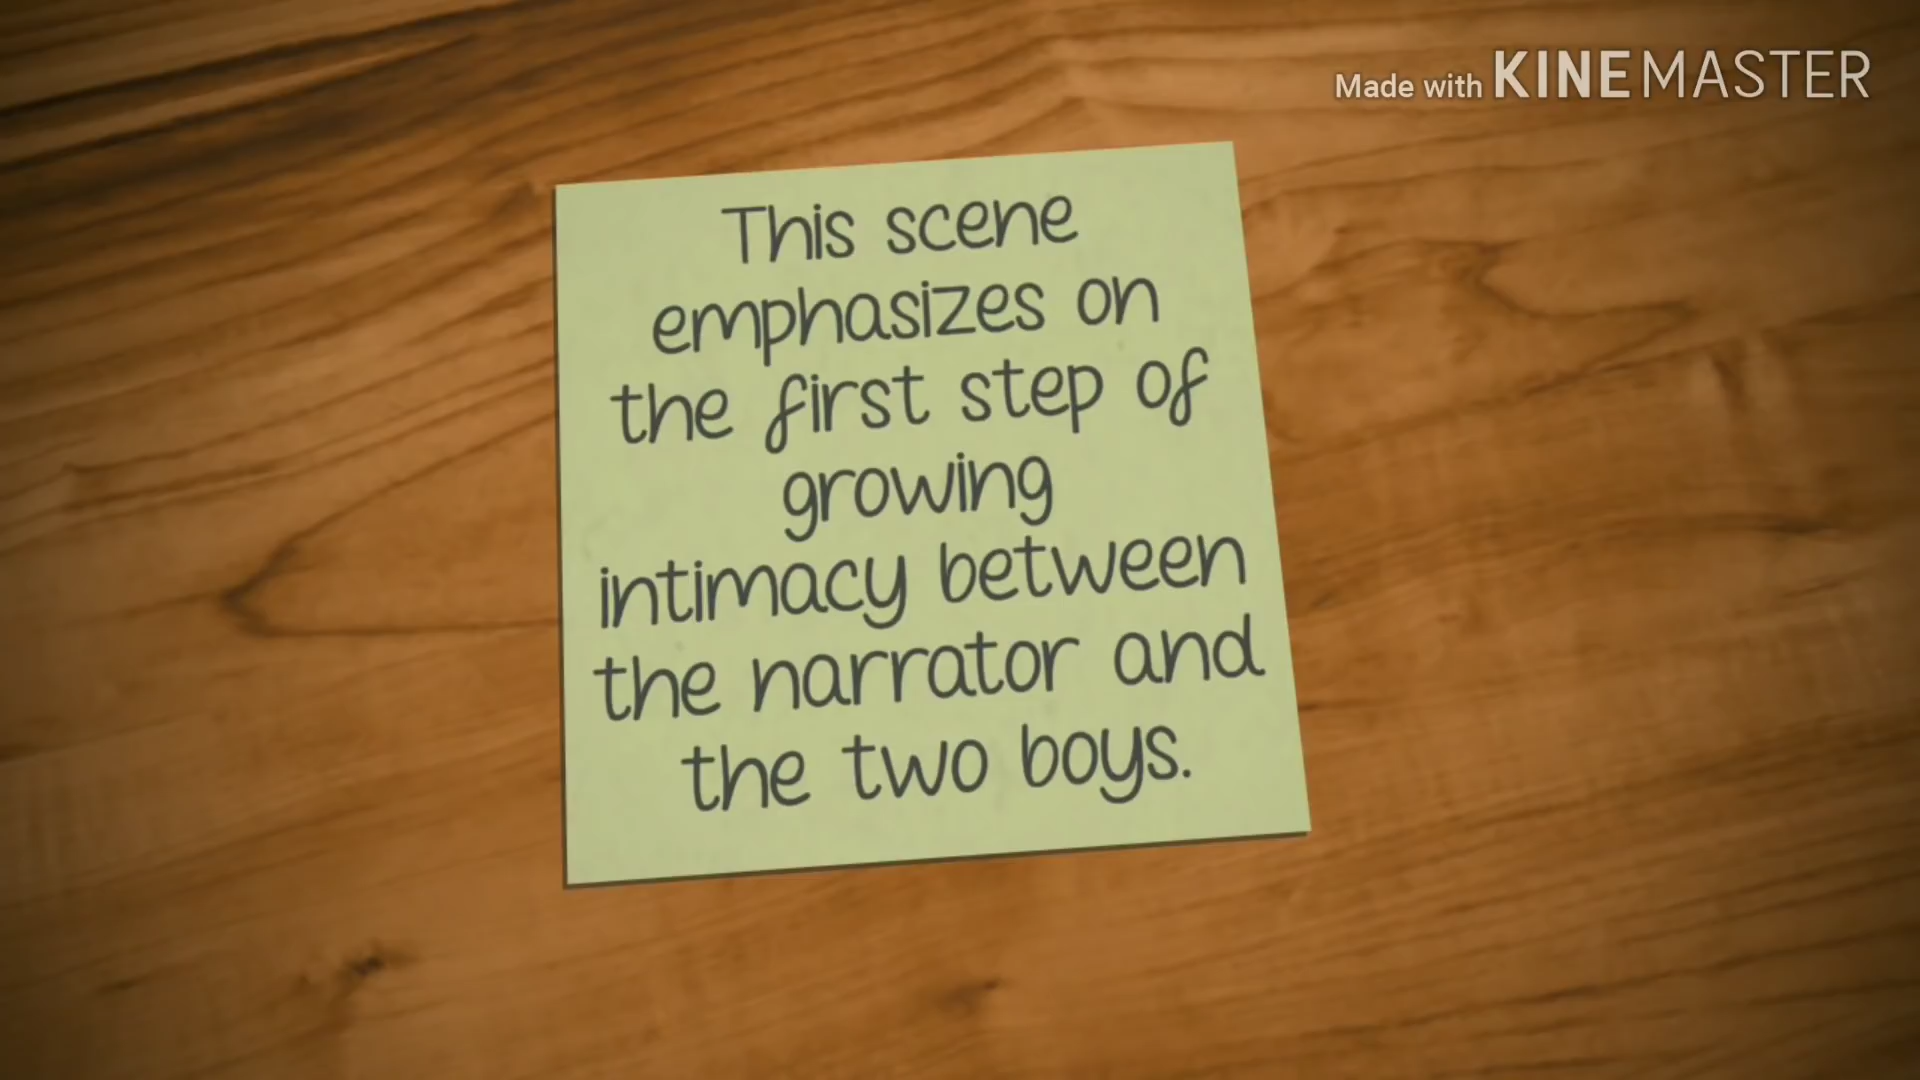 Made with KINEMASTER
This scene
emphasizes on
the first step of
growing
intimacy between
the narrator and
the two boys.